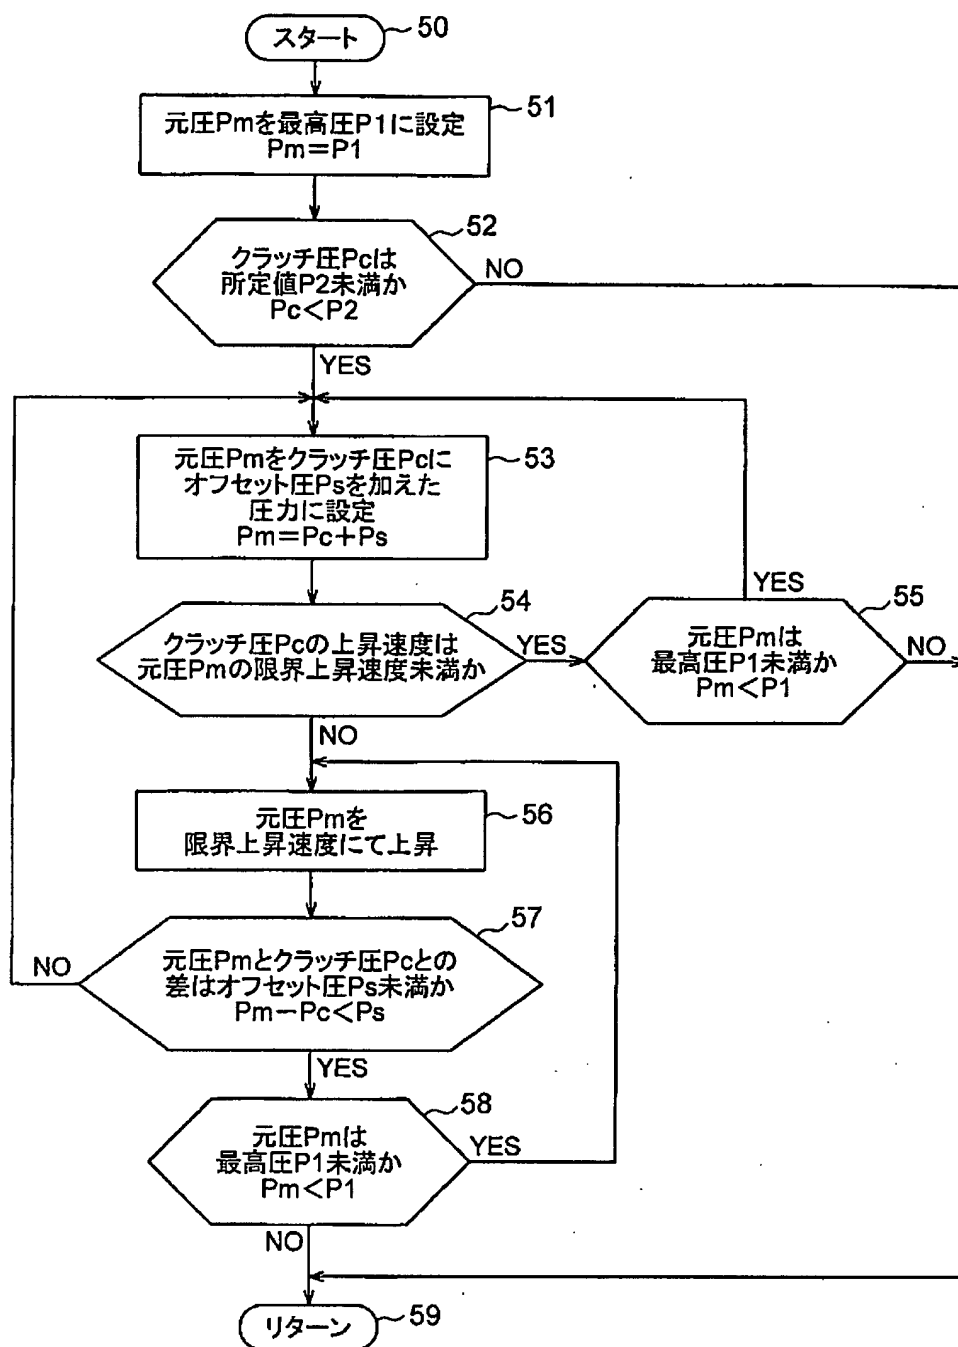 スタート
50
元圧Pmを最高圧P1に設定
Pm=P1
51
クラッチ圧Pcは
所定値P2未満か
Pc<P2
52
NO
YES
元圧Pmをクラッチ圧Pcに
オフセット圧Psを加えた
圧力に設定
Pm=Pc+Ps
53
クラッチ圧Pcの上昇速度は
元圧Pmの限界上昇速度未満か
54
YES
NO
元圧Pmは
最高圧P1未満か
Pm<P1
55
YES
NO
元圧Pmを
限界上昇速度にて上昇
56
元圧Pmとクラッチ圧Pcとの
差はオフセット圧Ps未満か
Pm-Pc<Ps
57
NO
YES
元圧Pmは
最高圧P1未満か
Pm<P1
58
YES
NO
リターン
59